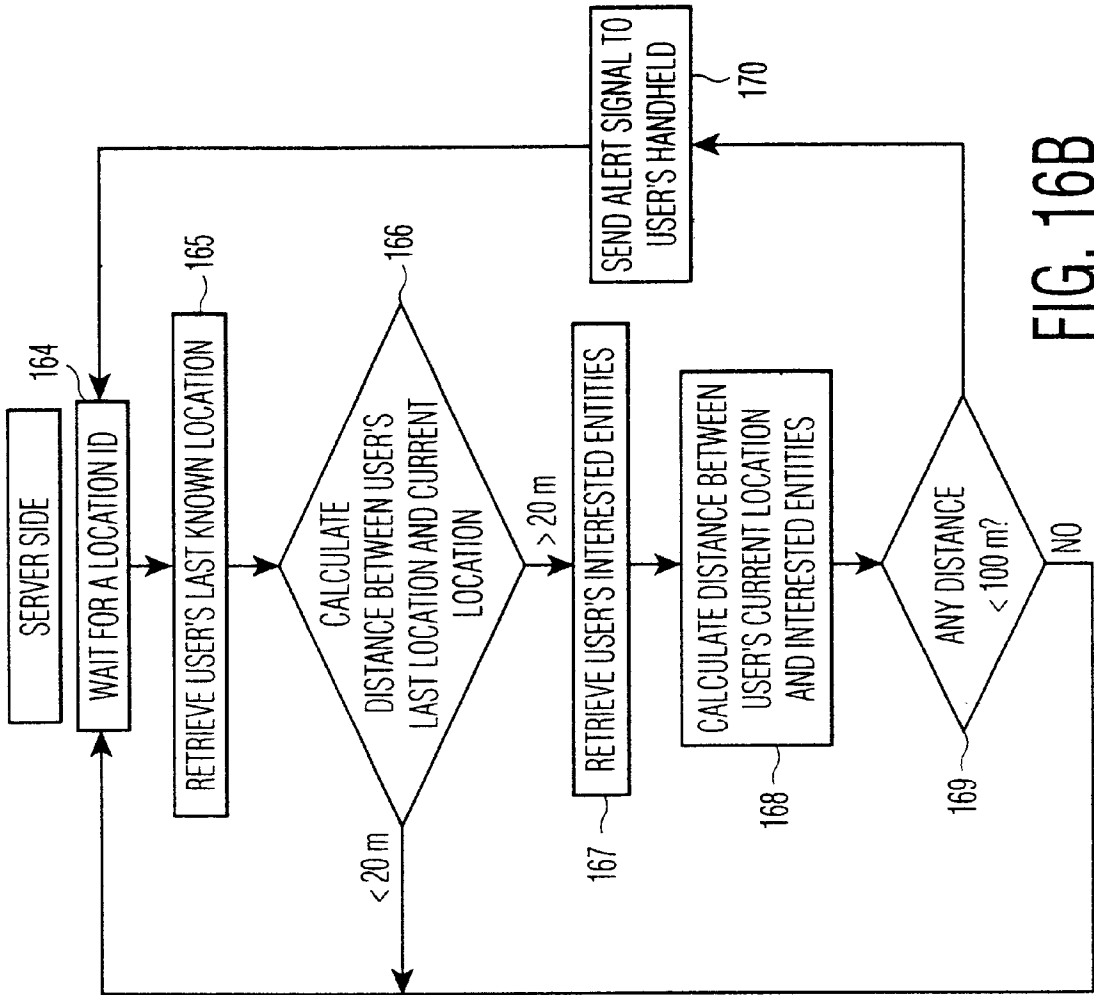 SERVER SIDE
WAIT FOR A LOCATION ID
164
RETRIEVE USER'S LAST KNOWN LOCATION
165
CALCULATE
DISTANCE BETWEEN USER'S
LAST LOCATION AND CURRENT
LOCATION
166
< 20 m
> 20 m
RETRIEVE USER'S INTERESTED ENTITIES
167
CALCULATE DISTANCE BETWEEN
USER'S CURRENT LOCATION
AND INTERESTED ENTITIES
168
ANY DISTANCE
< 100 m?
169
NO
SEND ALERT SIGNAL TO
USER'S HANDHELD
170
FIG. 16B